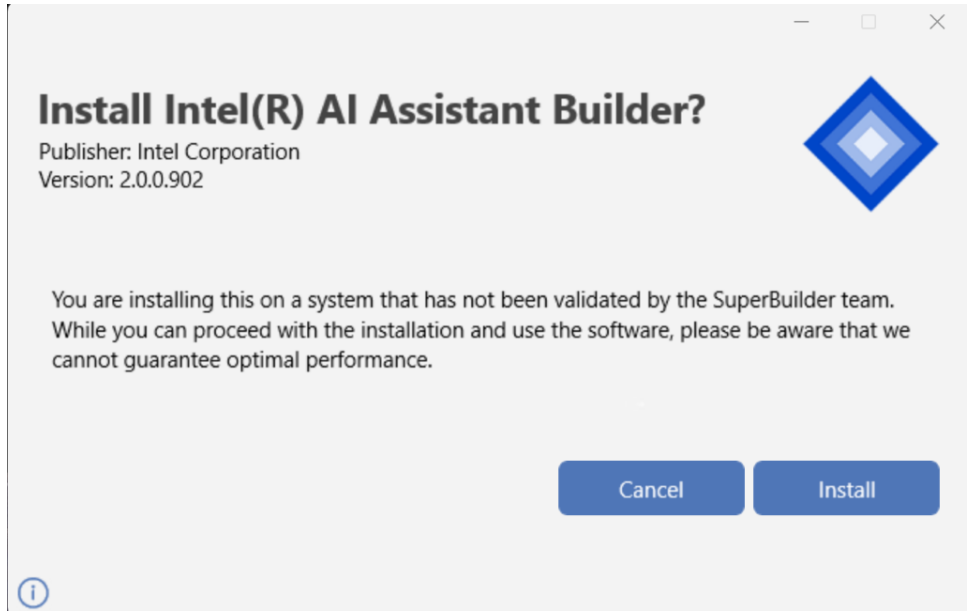 Install Intel(R) AI Assistant Builder?
Publisher: Intel Corporation
Version: 2.0.0.902
You are installing this on a system that has not been validated by the SuperBuilder team.
While you can proceed with the installation and use the software, please be aware that we
cannot guarantee optimal performance.
Cancel
Install